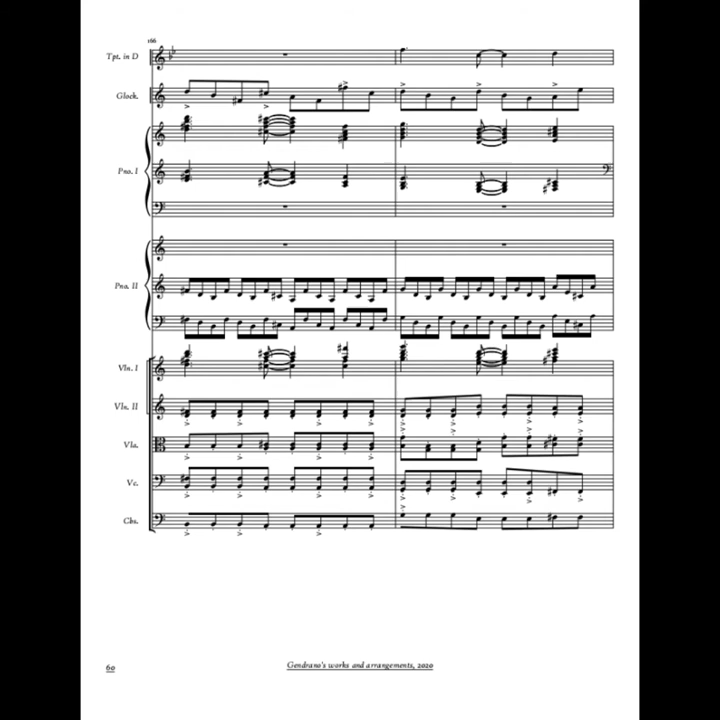 166
Tpt. in D
Glock.
Pno. I
Pno. II
Vln. I
Vln. II
Vla.
Vc.
Cbs.
60
Gendrano's works and arrangements, 2020